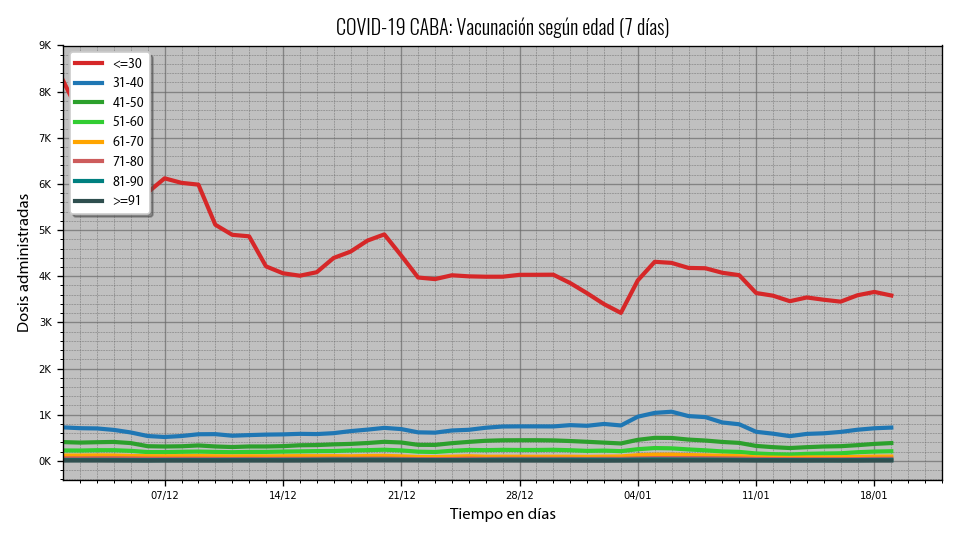 COVID-19 CABA: Vacunación según edad (7 días)
9K
8K
7K
6K
5K
4K
3K
2K
1K
0K
Dosis administradas
<=30
31-40
41-50
51-60
61-70
71-80
81-90
>=91
07/12 14/12 21/12 28/12 04/01 11/01 18/01
Tiempo en días